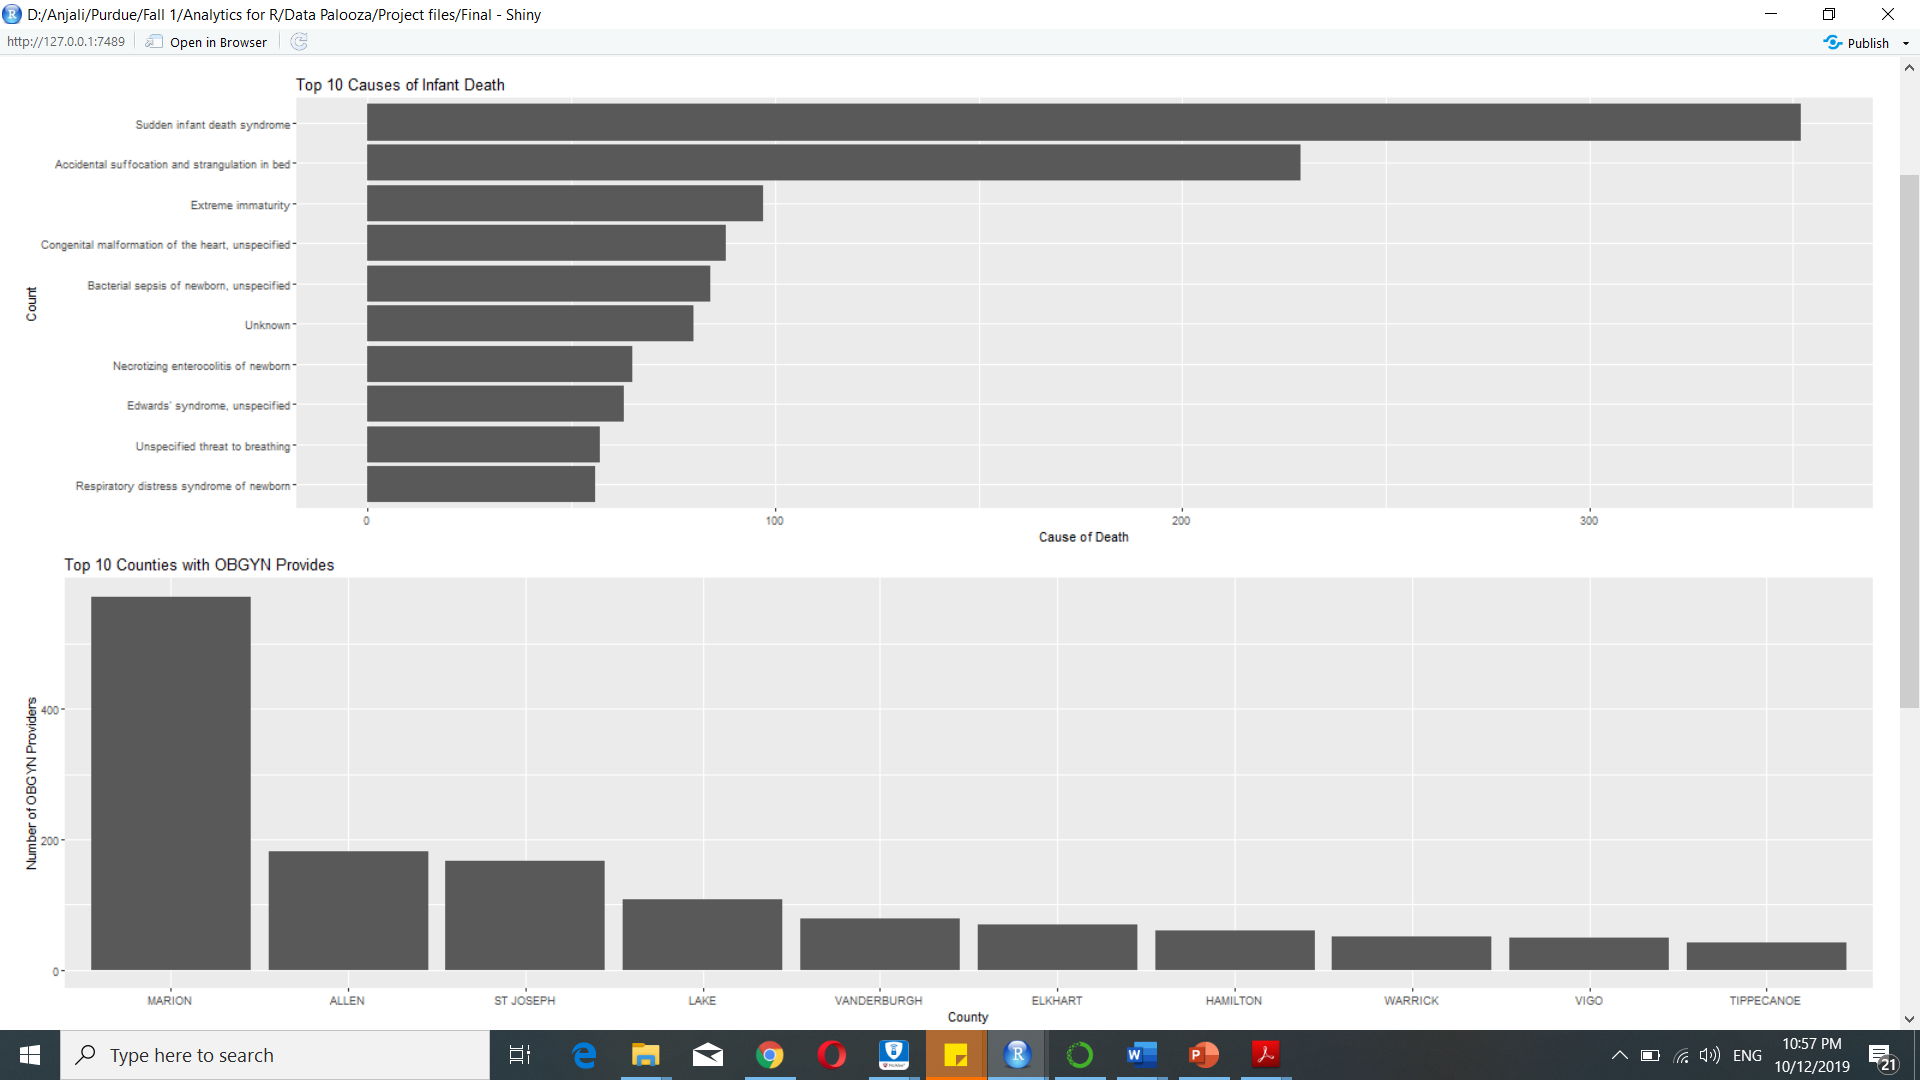 D:/Anjali/Purdue/Fall 1/Analytics for R/Data Palooza/Project files/Final - Shiny
http://127.0.0.1:7489 Open in Browser Publish
Top 10 Causes of Infant Death
Sudden infant death syndrome
Accidental suffocation and strangulation in bed
Extreme immaturity
Congenital malformation of the heart, unspecified
Bacterial sepsis of newborn, unspecified
Count
Unknown
Necrotizing enterocolitis of newborn
Edwards' syndrome, unspecified
Unspecified threat to breathing
Respiratory distress syndrome of newborn
0 100 200 300
Cause of Death
Top 10 Counties with OBGYN Provides
Number of OBGYN Providers
400
200
0
MARION ALLEN ST JOSEPH LAKE VANDERBURGH ELKHART HAMILTON WARRICK VIGO TIPPECANOE
County
Type here to search
ENG
10:57 PM
10/12/2019
21